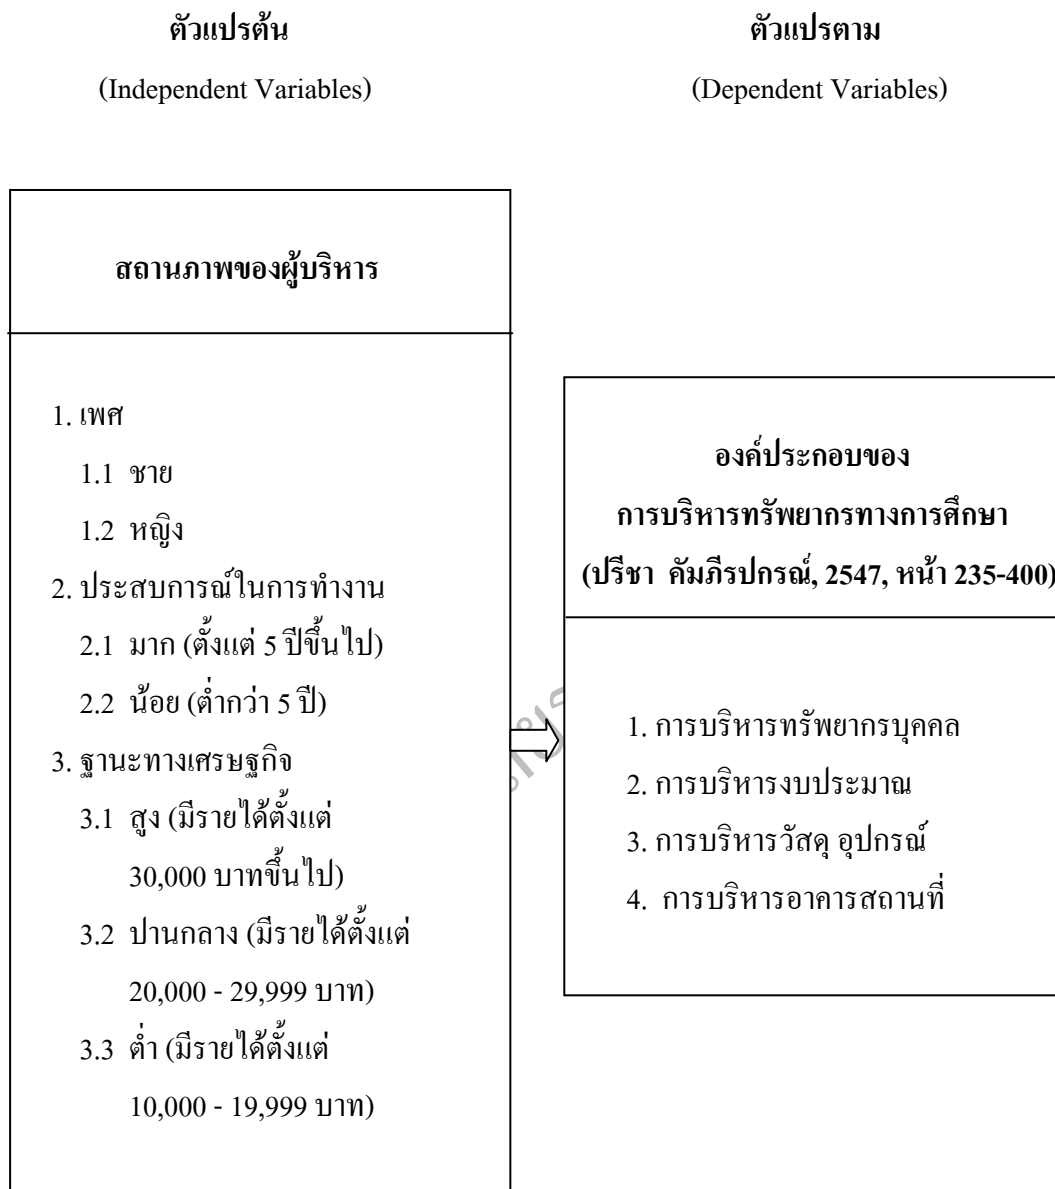 ตัวแปรต้น
(Independent Variables)
สถานภาพของผู้บริหาร
1. เพศ
1.1 ชาย
1.2 หญิง
2. ประสบการณ์ในการทำงาน
2.1 มาก (ตั้งแต่ 5 ปีขึ้นไป)
2.2 น้อย (ต่ำกว่า 5 ปี)
3. ฐานะทางเศรษฐกิจ
3.1 สูง (มีรายได้ตั้งแต่
30,000 บาทขึ้นไป)
3.2 ปานกลาง (มีรายได้ตั้งแต่
20,000 - 29,999 บาท)
3.3 ต่ำ (มีรายได้ตั้งแต่
10,000 - 19,999 บาท)
ตัวแปรตาม
(Dependent Variables)
องค์ประกอบของ
การบริหารทรัพยากรทางการศึกษา
(ปรีชา คัมภีรปกรณ์, 2547, หน้า 235-400)
1. การบริหารทรัพยากรบุคคล
2. การบริหารงบประมาณ
3. การบริหารวัสดุ อุปกรณ์
4. การบริหารอาคารสถานที่